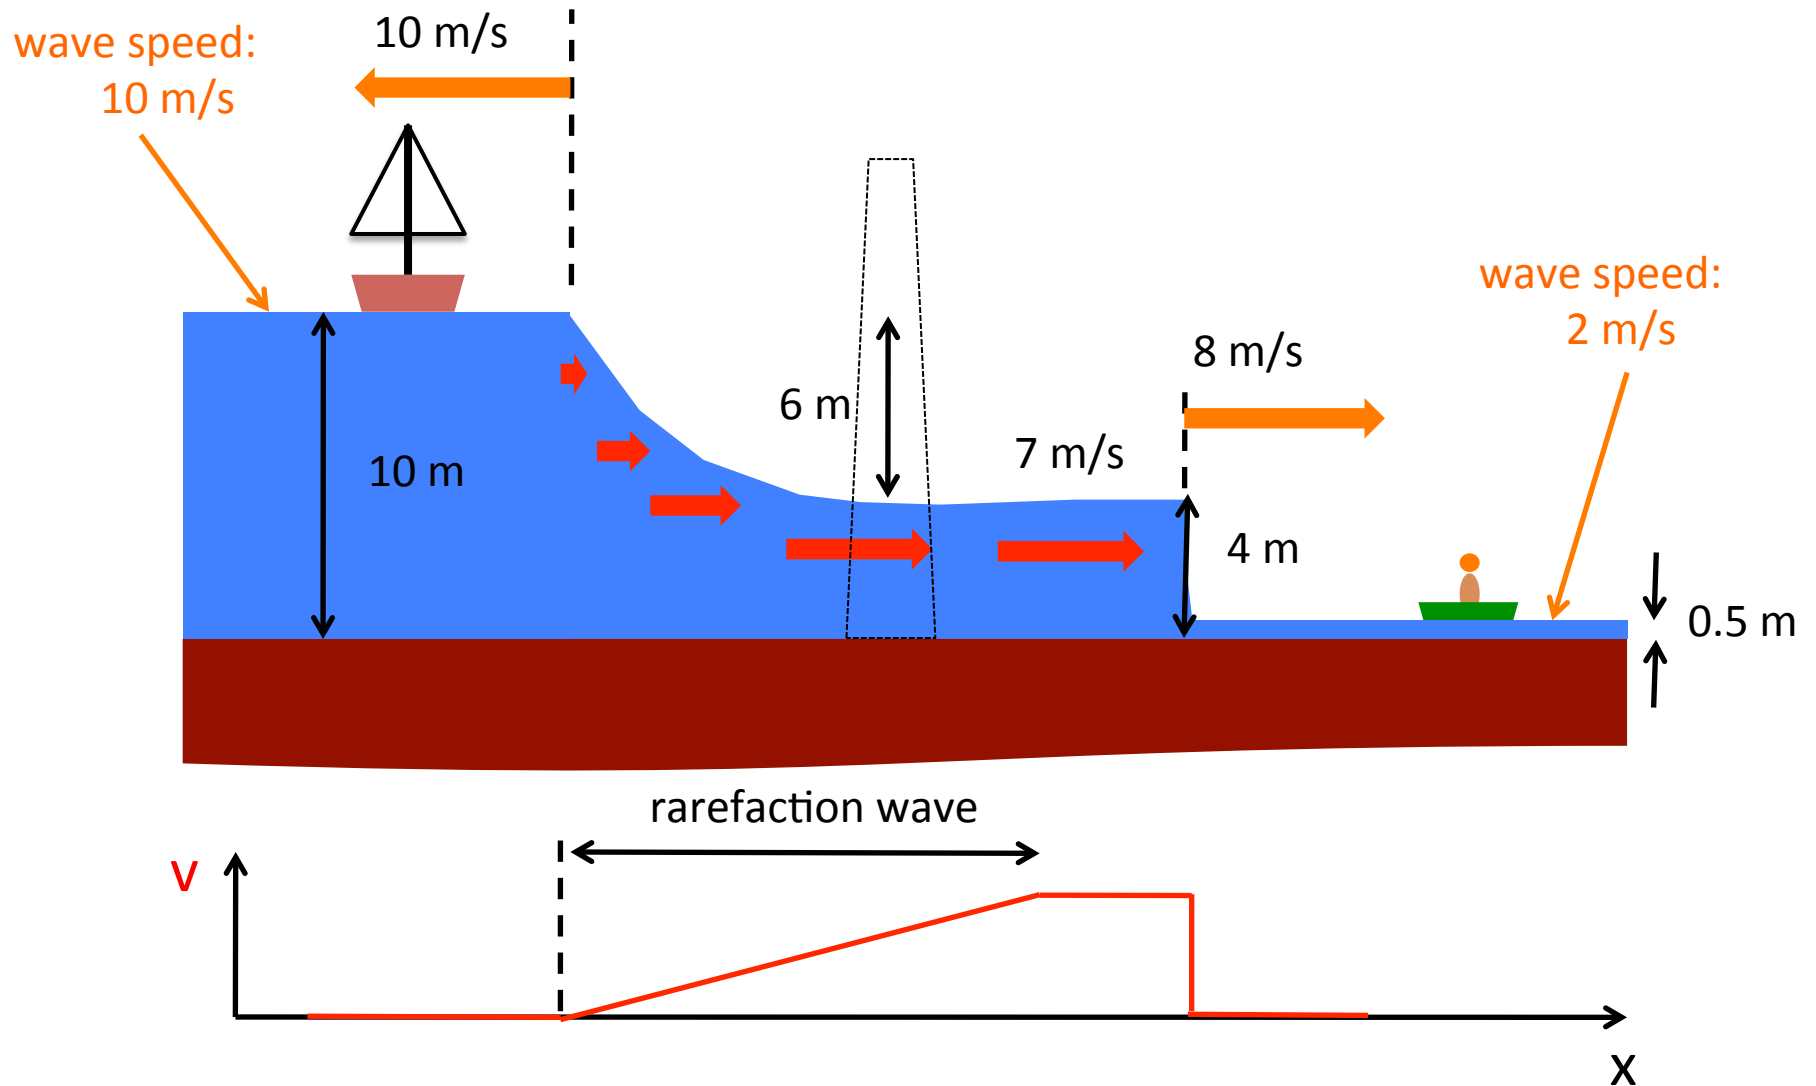 wave speed:
10 m/s
10 m/s
wave speed:
2 m/s
8 m/s
6 m
7 m/s
10 m
4 m
0.5 m
rarefaction wave
v
x